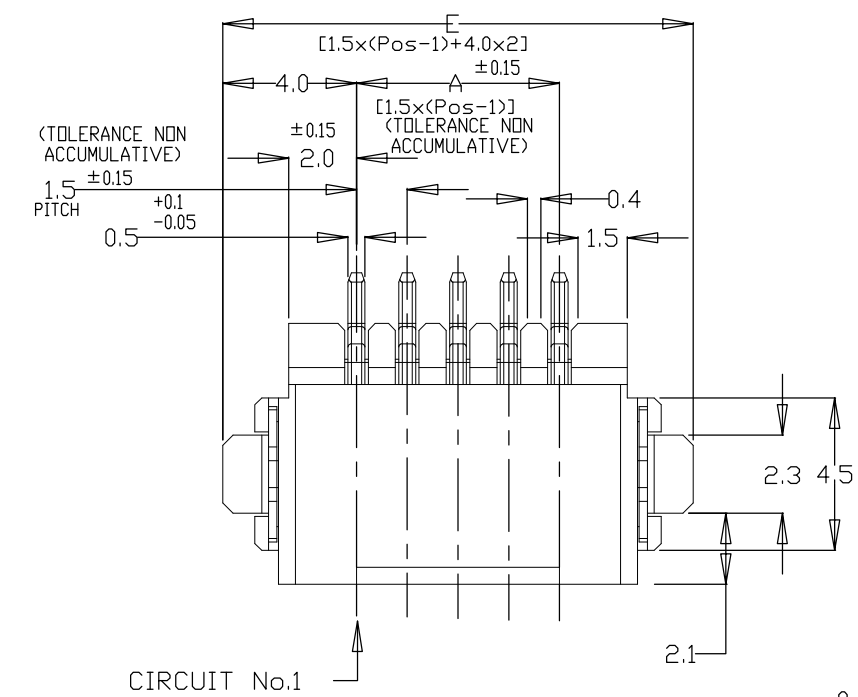 E
[1.5x(Pos-1)+4.0x2]
±0.15
4.0
A
[1.5x(Pos-1)]
(TOLERANCE NON
ACCUMULATIVE)
±0.15
2.0
(TOLERANCE NON
ACCUMULATIVE)
±0.15
1.5
PITCH
+0.1
-0.05
0.5
0.4
1.5
2.3
4.5
2.1
CIRCUIT No.1